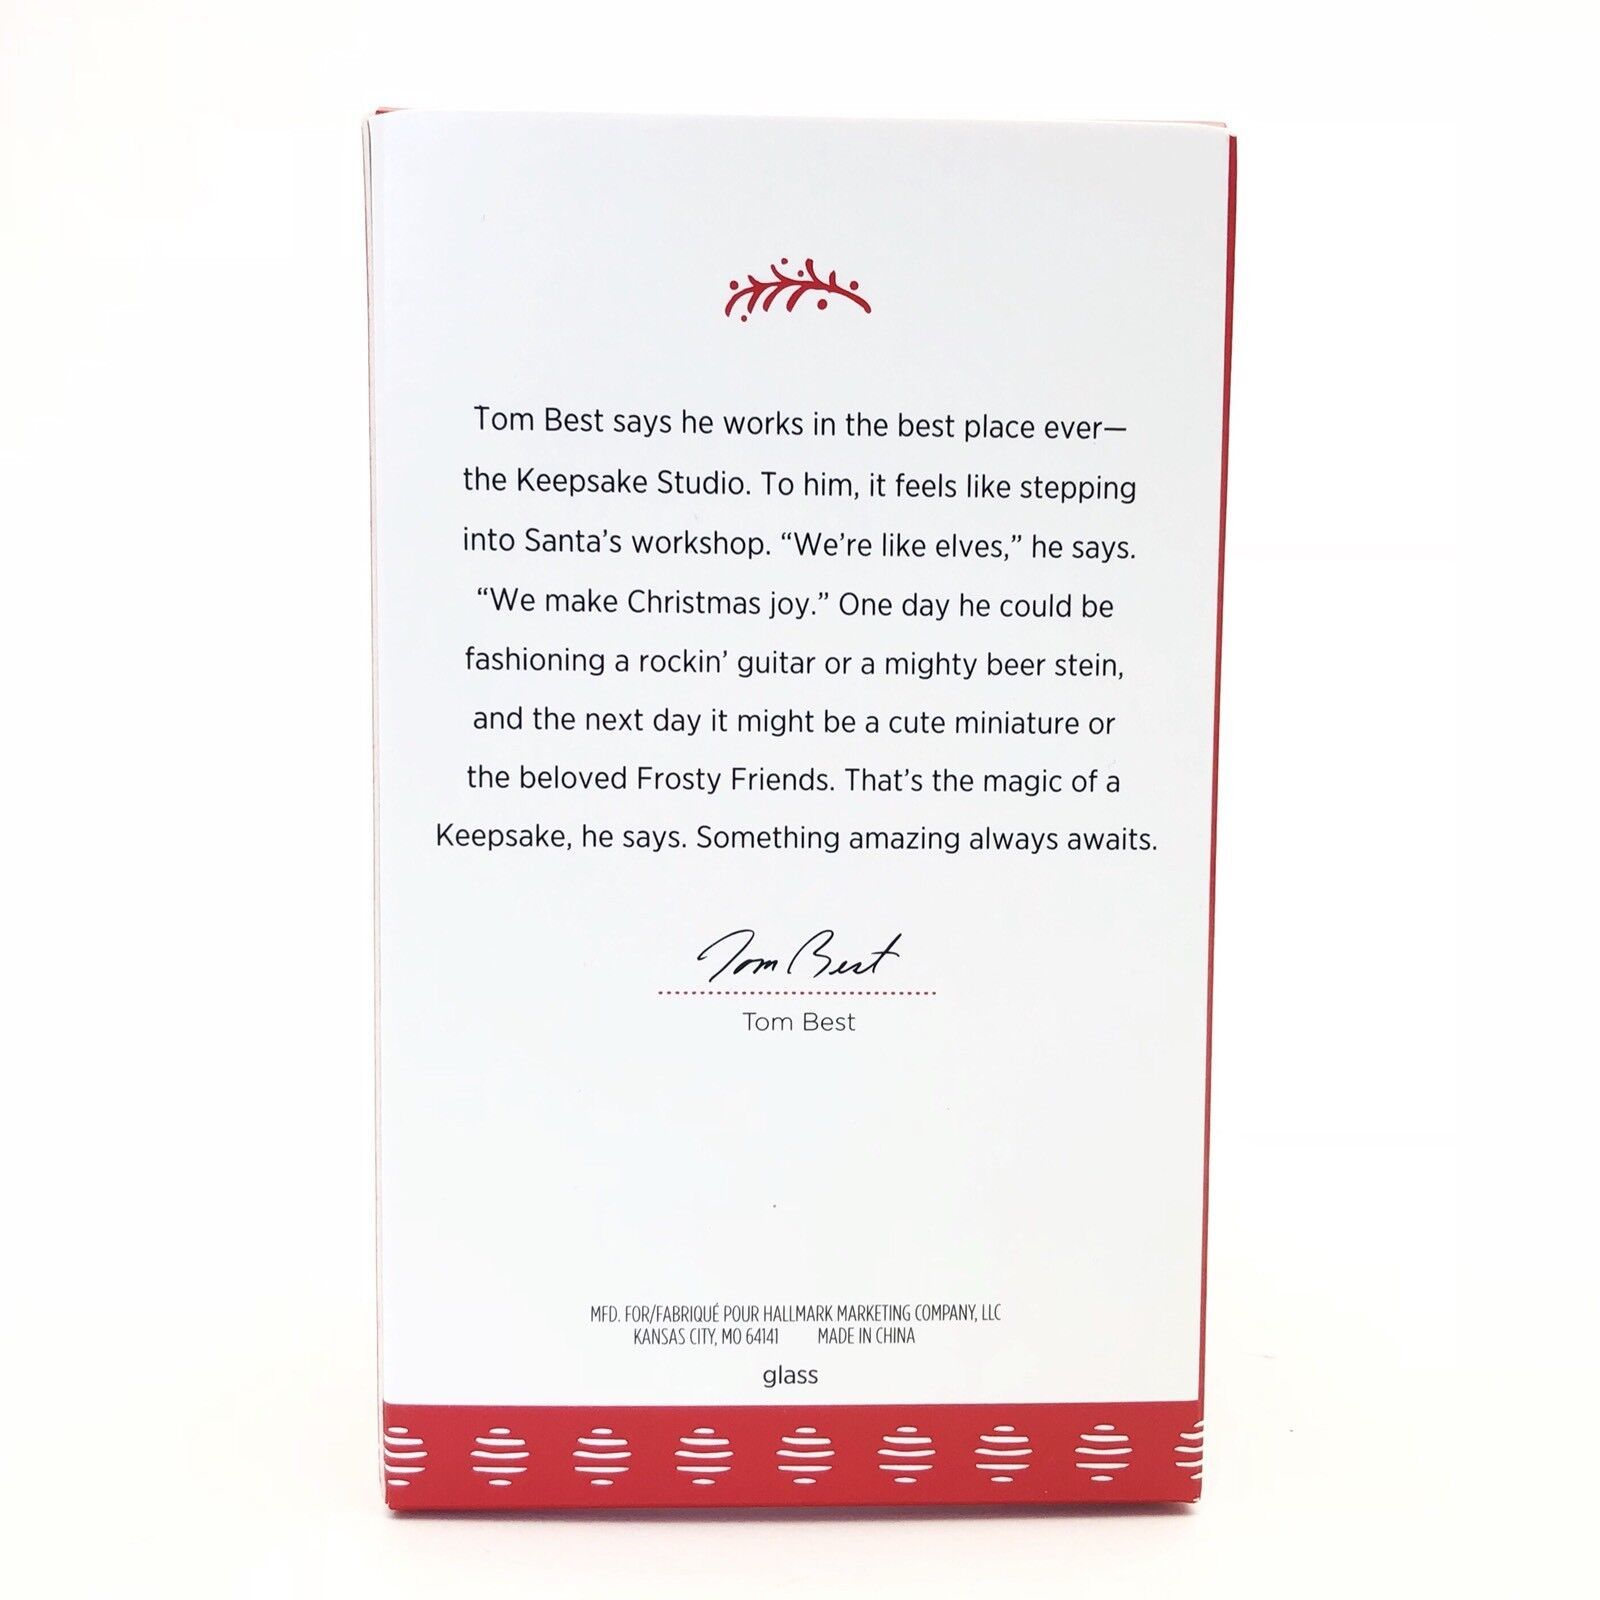 Tom Best says he works in the best place ever—
the Keepsake Studio. To him, it feels like stepping
into Santa’s workshop. “We’re like elves,” he says.
“We make Christmas joy.” One day he could be
fashioning a rockin’ guitar or a mighty beer stein,
and the next day it might be a cute miniature or
the beloved Frosty Friends. That’s the magic of a
Keepsake, he says. Something amazing always awaits.
Tom Best
Tom Best
MFD. FOR/FABRIQUÉ POUR HALLMARK MARKETING COMPANY, LLC
KANSAS CITY, MO 64141 MADE IN CHINA
glass